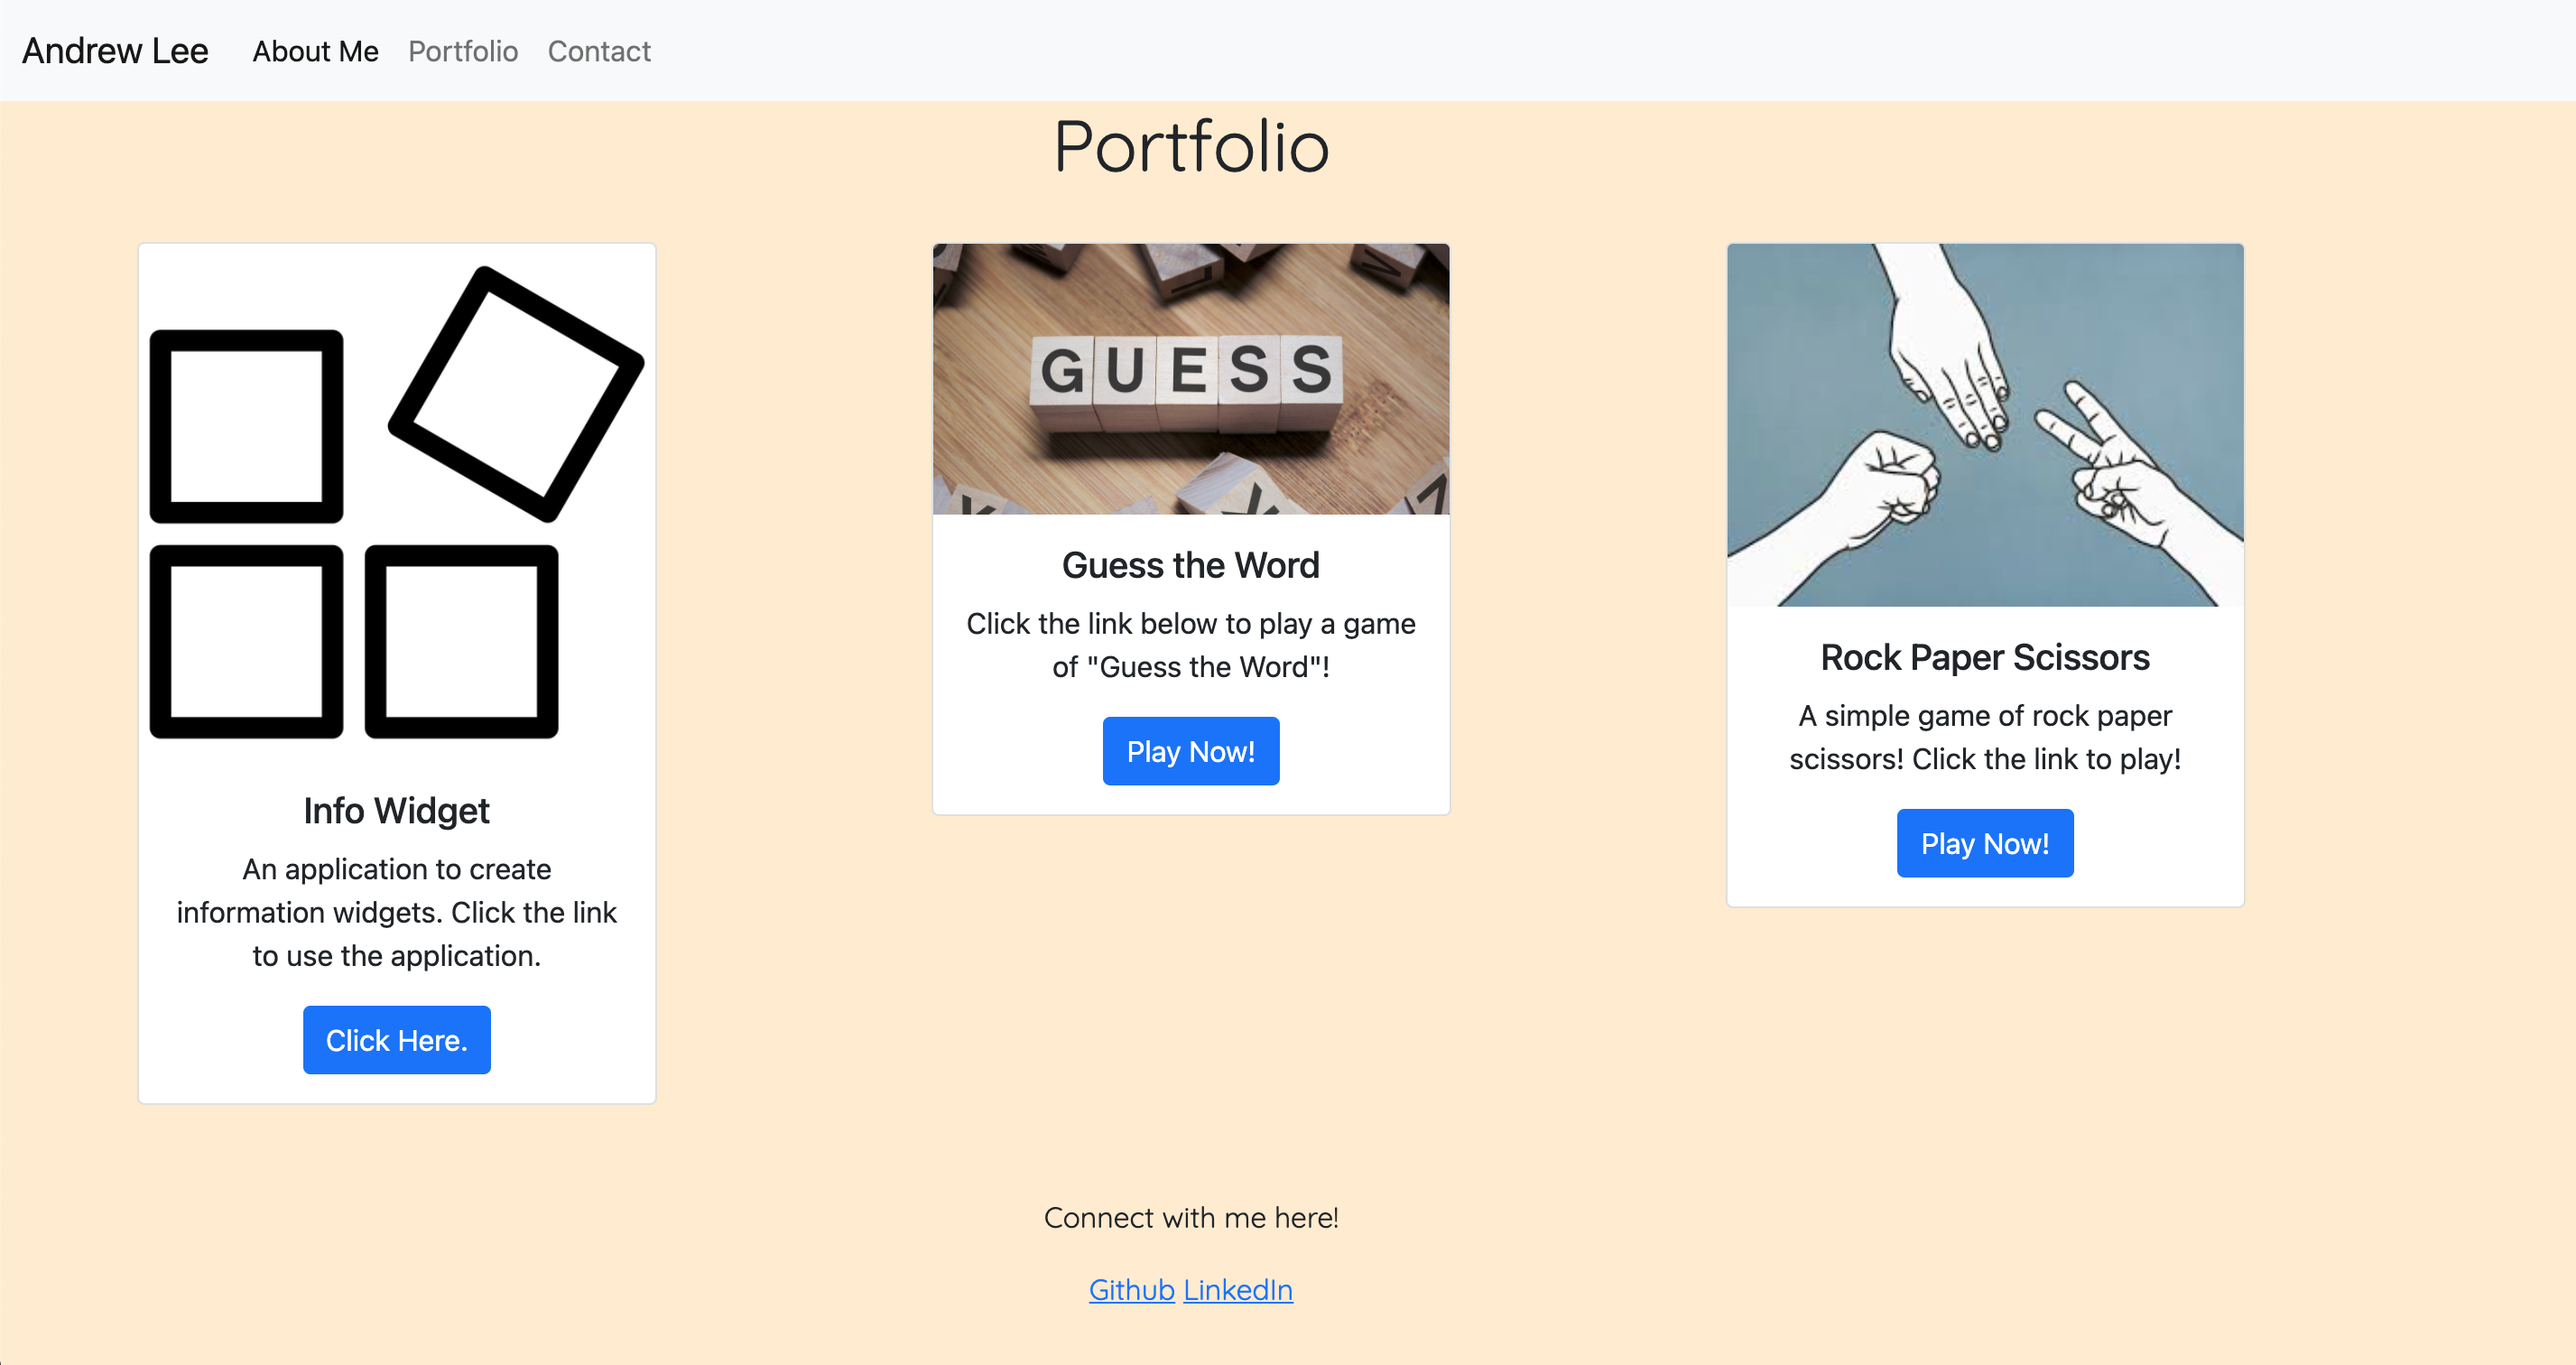 Andrew Lee About Me Portfolio Contact
Portfolio
GUESS
Info Widget
An application to create
information widgets. Click the link
to use the application.
Click Here.
Guess the Word
Click the link below to play a game
of "Guess the Word"!
Play Now!
Rock Paper Scissors
A simple game of rock paper
scissors! Click the link to play!
Play Now!
Connect with me here!
Github LinkedIn